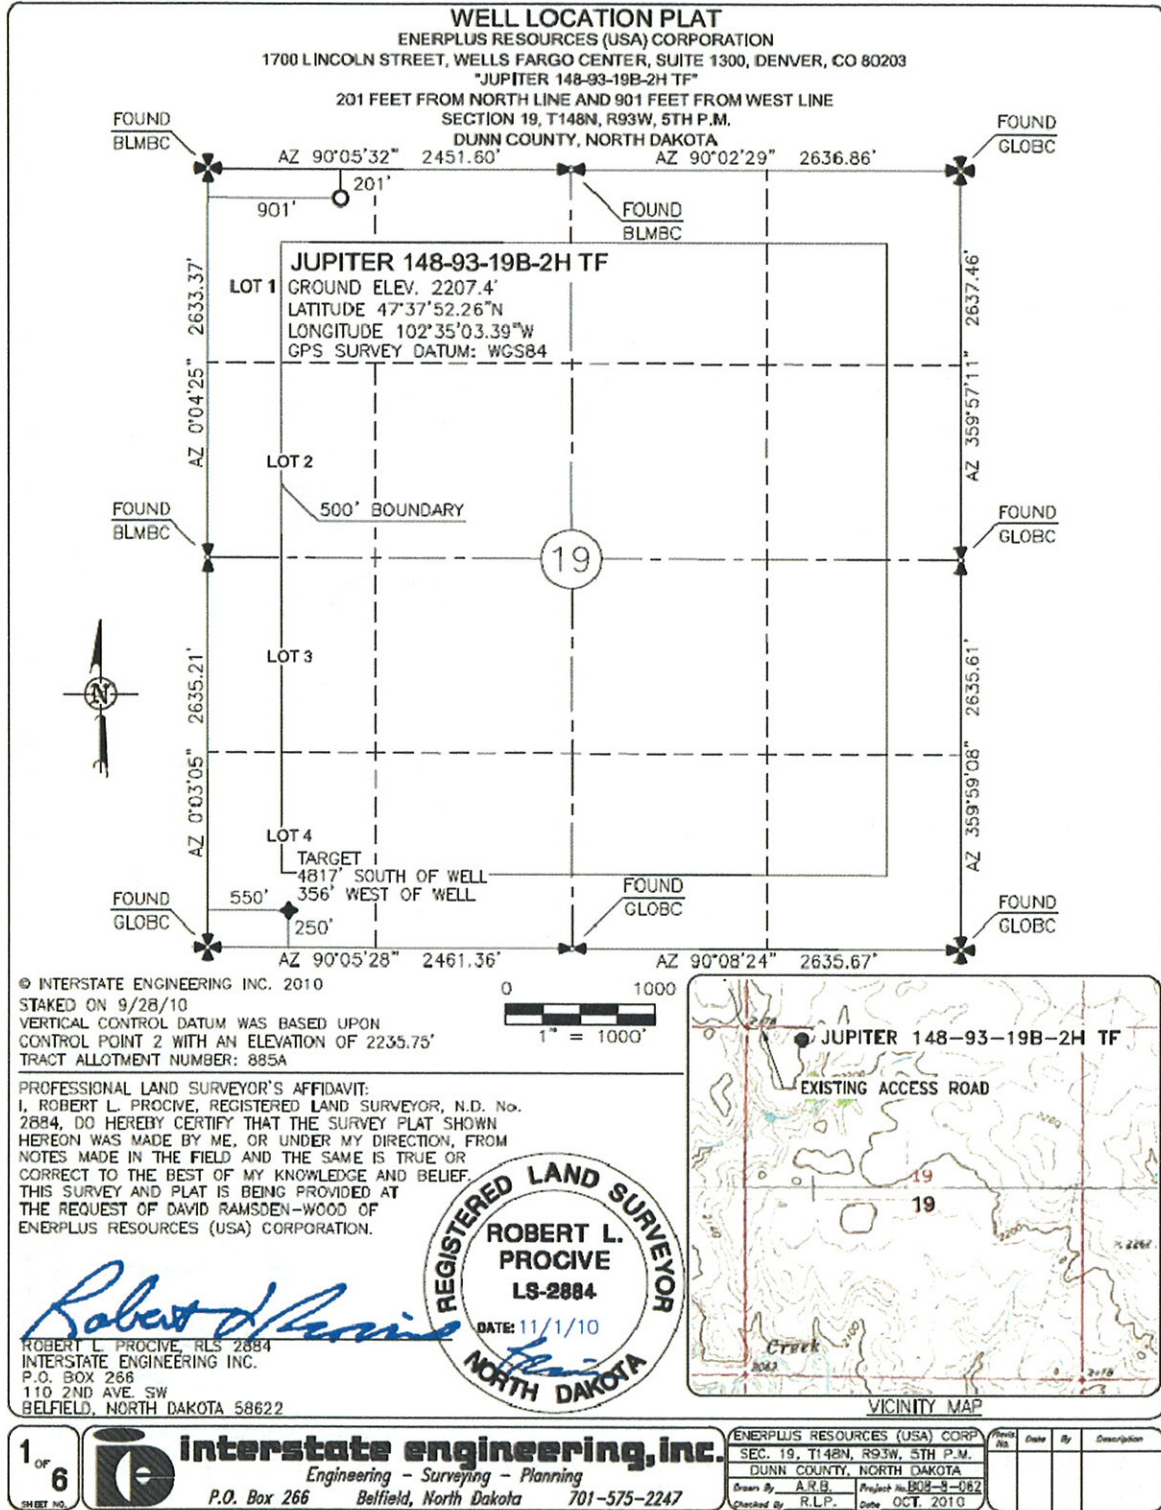 WELL LOCATION PLAT
ENERPLUS RESOURCES (USA) CORPORATION
1700 LINCOLN STREET, WELLS FARGO CENTER, SUITE 1300, DENVER, CO 80203
"JUPITER 148-93-19B-2H TF"
201 FEET FROM NORTH LINE AND 901 FEET FROM WEST LINE
SECTION 19, T148N, R93W, 5TH P.M.
DUNN COUNTY, NORTH DAKOTA
FOUND
BLMBC
FOUND
GLOBC
AZ 90°05'32" 2451.60'
AZ 90°02'29" 2636.86'
201'
901'
FOUND
BLMBC
JUPITER 148-93-19B-2H TF
LOT 1
GROUND ELEV. 2207.4'
LATITUDE 47°37'52.26"N
LONGITUDE 102°35'03.39"W
GPS SURVEY DATUM: WGS84
AZ 0°04'25" 2633.37'
AZ 359°57'11" 2637.46'
LOT 2
500' BOUNDARY
FOUND
BLMBC
FOUND
GLOBC
19
LOT 3
N
AZ 0°03'05" 2635.21'
AZ 359°59'08" 2635.61'
LOT 4
TARGET
4817' SOUTH OF WELL
356' WEST OF WELL
FOUND
GLOBC
550'
250'
FOUND
GLOBC
FOUND
GLOBC
AZ 90°05'28" 2461.36'
AZ 90°08'24" 2635.67'
© INTERSTATE ENGINEERING INC. 2010
STAKED ON 9/28/10
VERTICAL CONTROL DATUM WAS BASED UPON
CONTROL POINT 2 WITH AN ELEVATION OF 2235.75'
TRACT ALLOTMENT NUMBER: 885A
0 1000
1" = 1000'
PROFESSIONAL LAND SURVEYOR'S AFFIDAVIT:
I, ROBERT L. PROCIVE, REGISTERED LAND SURVEYOR, N.D. No.
2884, DO HEREBY CERTIFY THAT THE SURVEY PLAT SHOWN
HEREON WAS MADE BY ME, OR UNDER MY DIRECTION, FROM
NOTES MADE IN THE FIELD AND THE SAME IS TRUE OR
CORRECT TO THE BEST OF MY KNOWLEDGE AND BELIEF.
THIS SURVEY AND PLAT IS BEING PROVIDED AT
THE REQUEST OF DAVID RAMSDEN-WOOD OF
ENERPLUS RESOURCES (USA) CORPORATION.
REGISTERED LAND SURVEYOR
ROBERT L.
PROCIVE
LS-2884
DATE: 11/1/10
NORTH DAKOTA
Robert L Procive
ROBERT L. PROCIVE, RLS 2884
INTERSTATE ENGINEERING INC.
P.O. BOX 266
110 2ND AVE. SW
BELFIELD, NORTH DAKOTA 58622
JUPITER 148-93-19B-2H TF
EXISTING ACCESS ROAD
19
19
2200
Creek
VICINITY MAP
1 OF 6
SHEET NO.
interstate engineering, inc.
Engineering - Surveying - Planning
P.O. Box 266 Belfield, North Dakota 701-575-2247
ENERPLUS RESOURCES (USA) CORP
SEC. 19, T148N, R93W, 5TH P.M.
DUNN COUNTY, NORTH DAKOTA
Drawn By A.R.B. Project No.
Checked By R.L.P. Date OCT. 2010
Date By Description